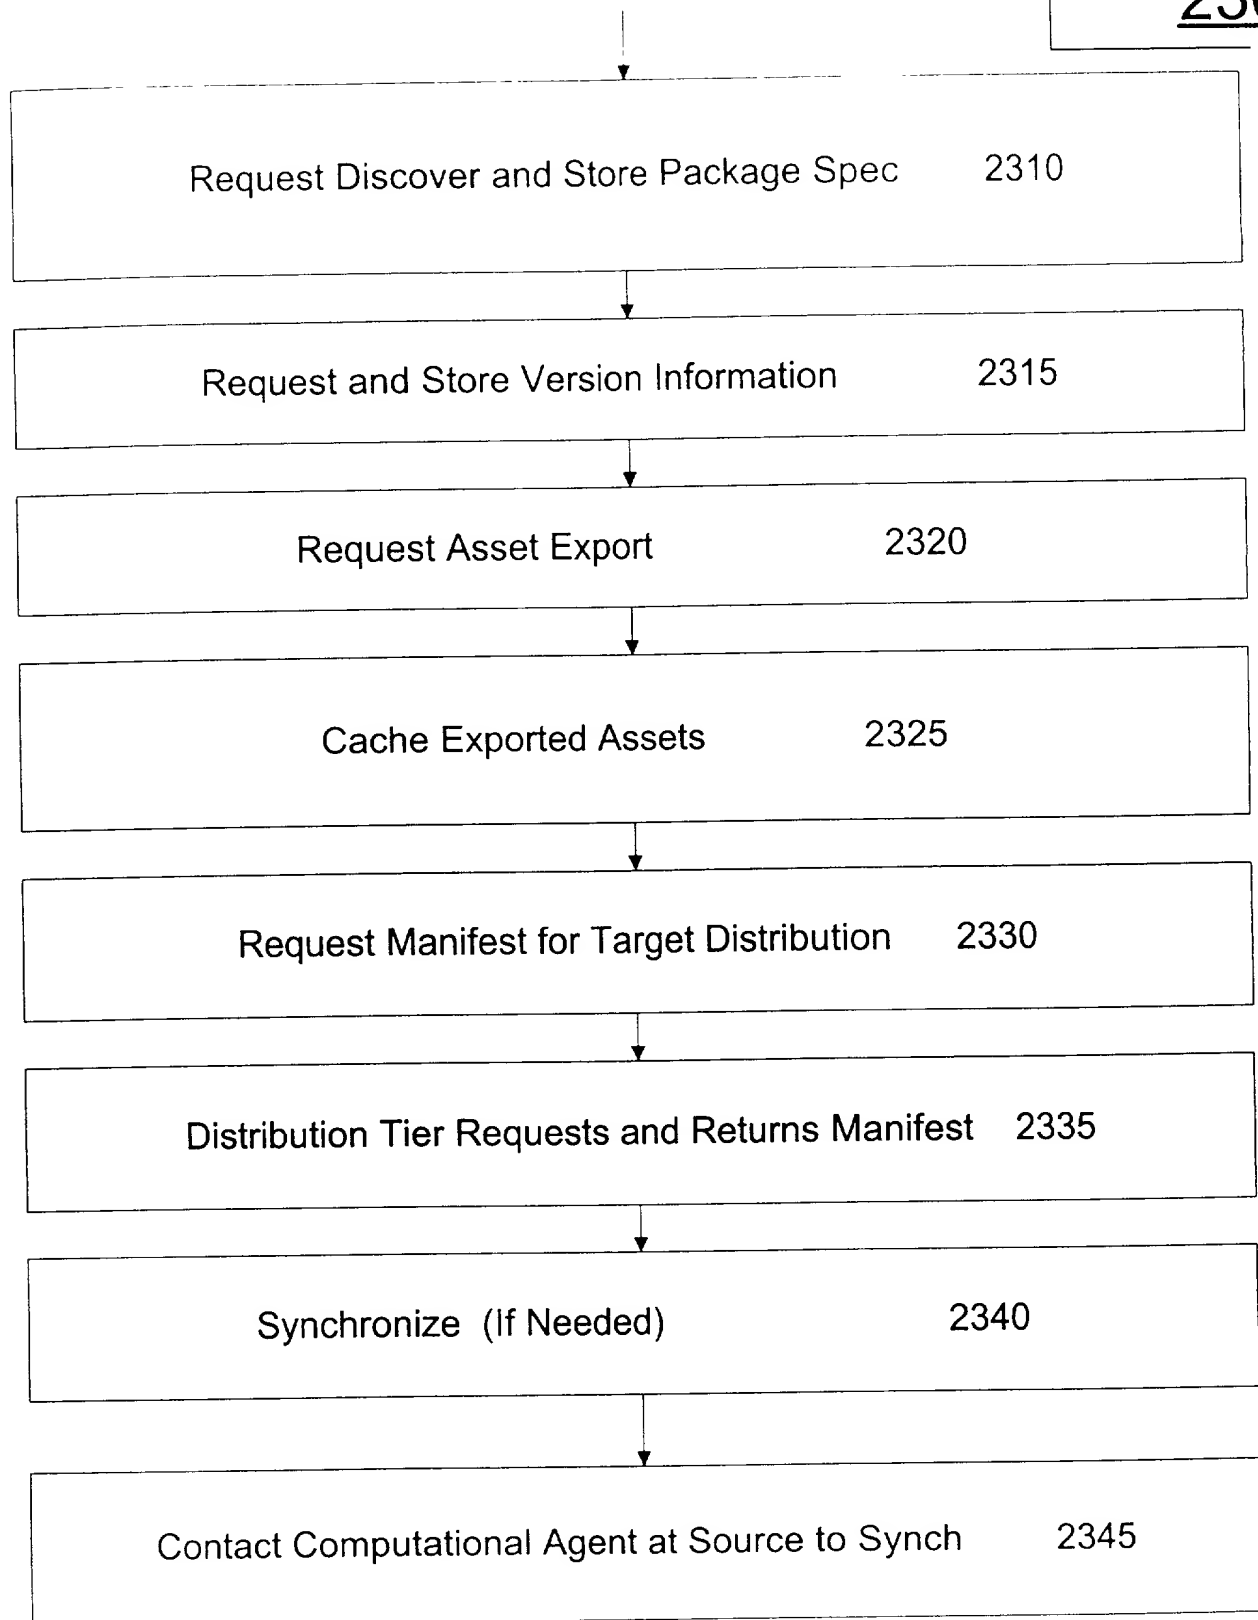 Request Discover and Store Package Spec 2310
Request and Store Version Information 2315
Request Asset Export 2320
Cache Exported Assets 2325
Request Manifest for Target Distribution 2330
Distribution Tier Requests and Returns Manifest 2335
Synchronize (If Needed) 2340
Contact Computational Agent at Source to Synch 2345